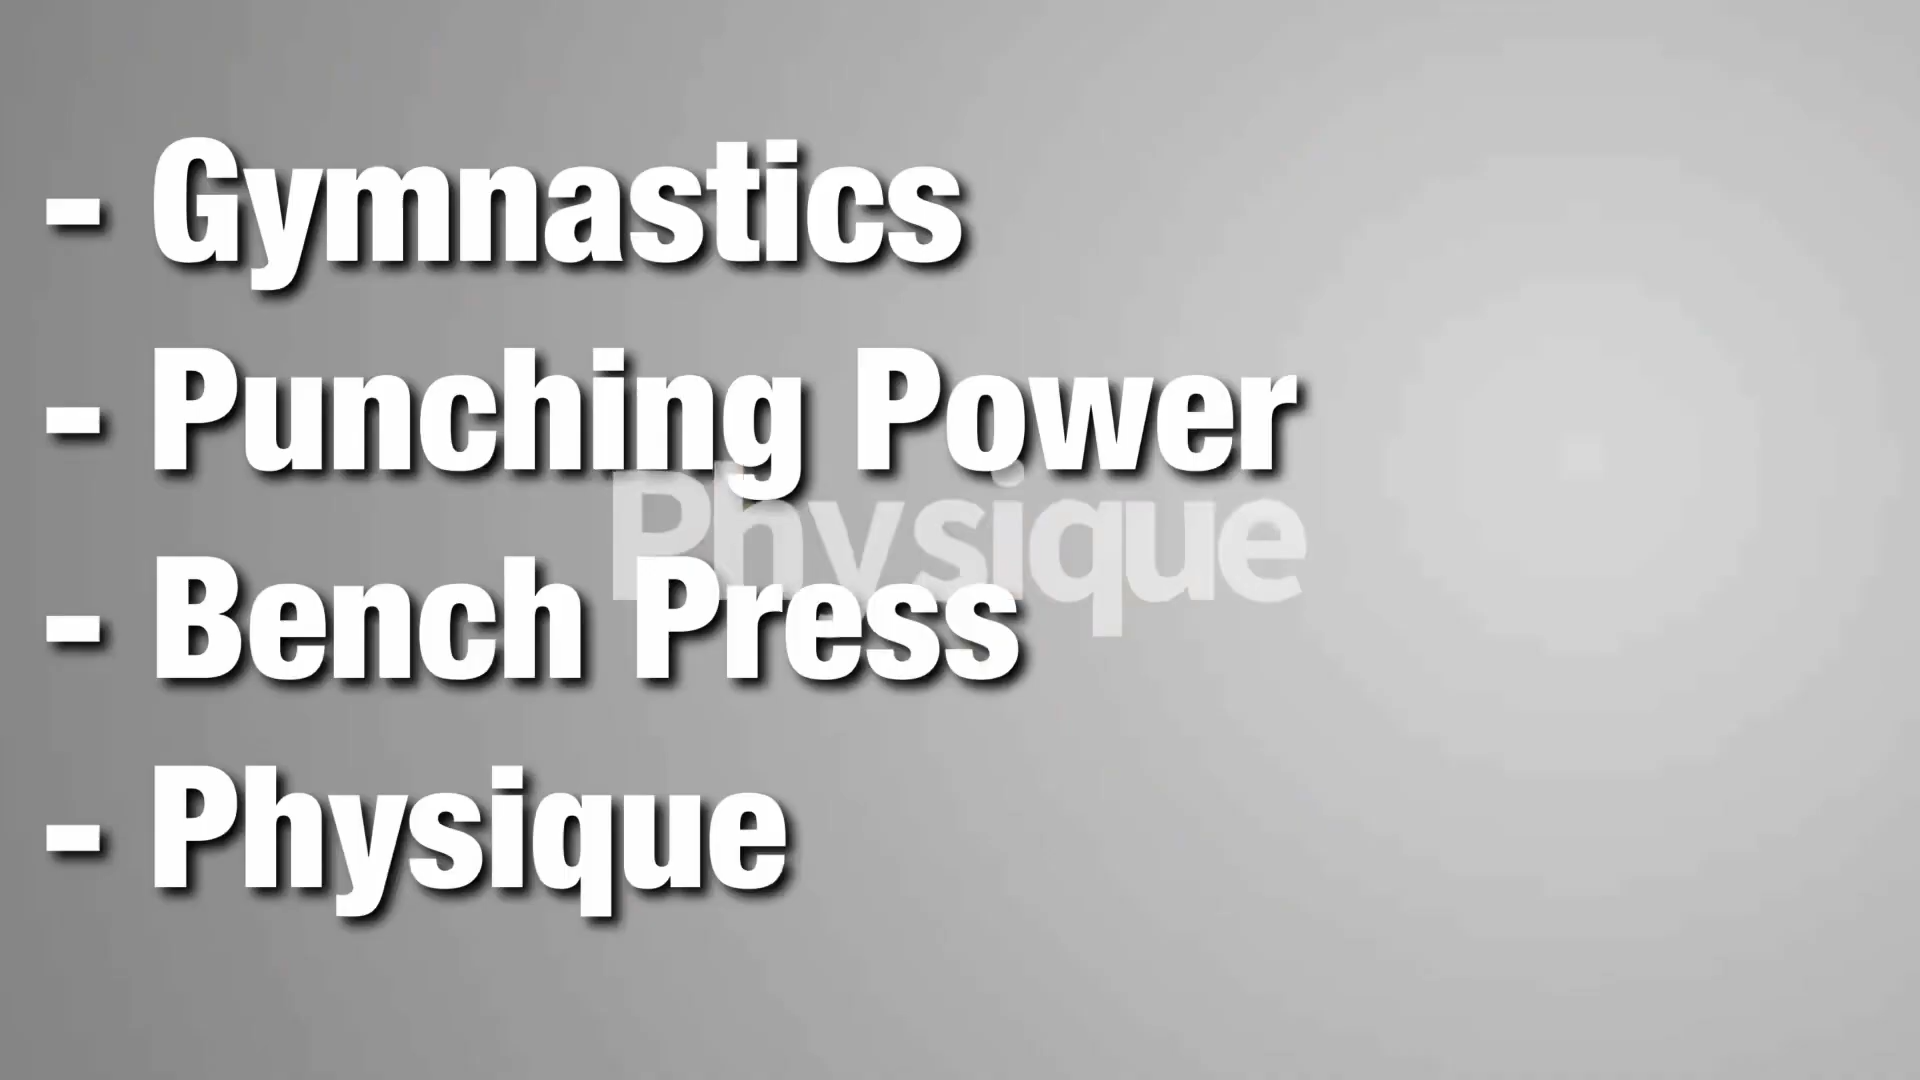 - Gymnastics
- Punching Power
Physique
- Bench Press
- Physique